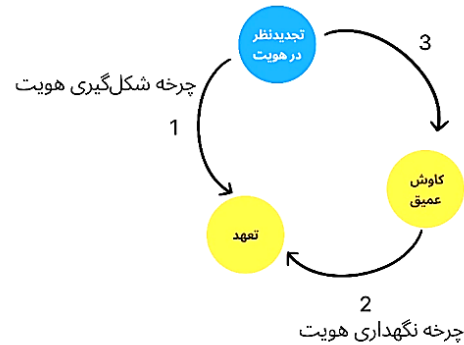 تجدیدنظر
در هویت
3
چرخه شکل‌گیری هویت
1
کاوش
عمیق
تعهد
2
چرخه نگهداری هویت